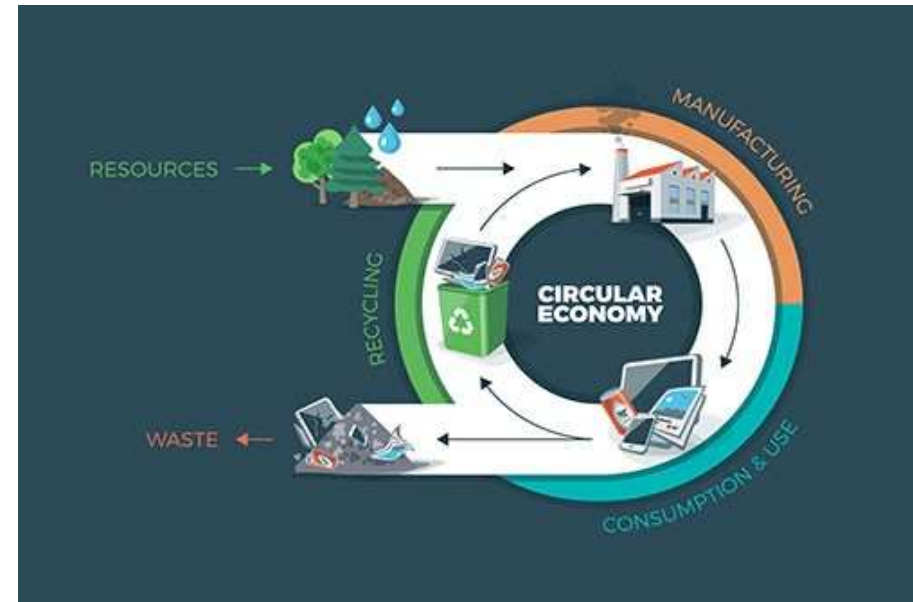 RESOURCES
MANUFACTURING
RECYCLING
CIRCULAR
ECONOMY
WASTE
CONSUMPTION & USE